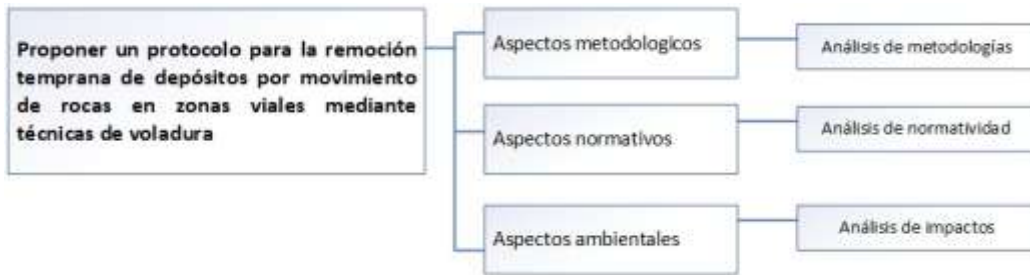 Proponer un protocolo para la remoción
temprana de depósitos por movimiento
de rocas en zonas viales mediante
técnicas de voladura
Aspectos metodologicos
Análisis de metodologías
Aspectos normativos
Análisis de normatividad
Aspectos ambientales
Análisis de impactos